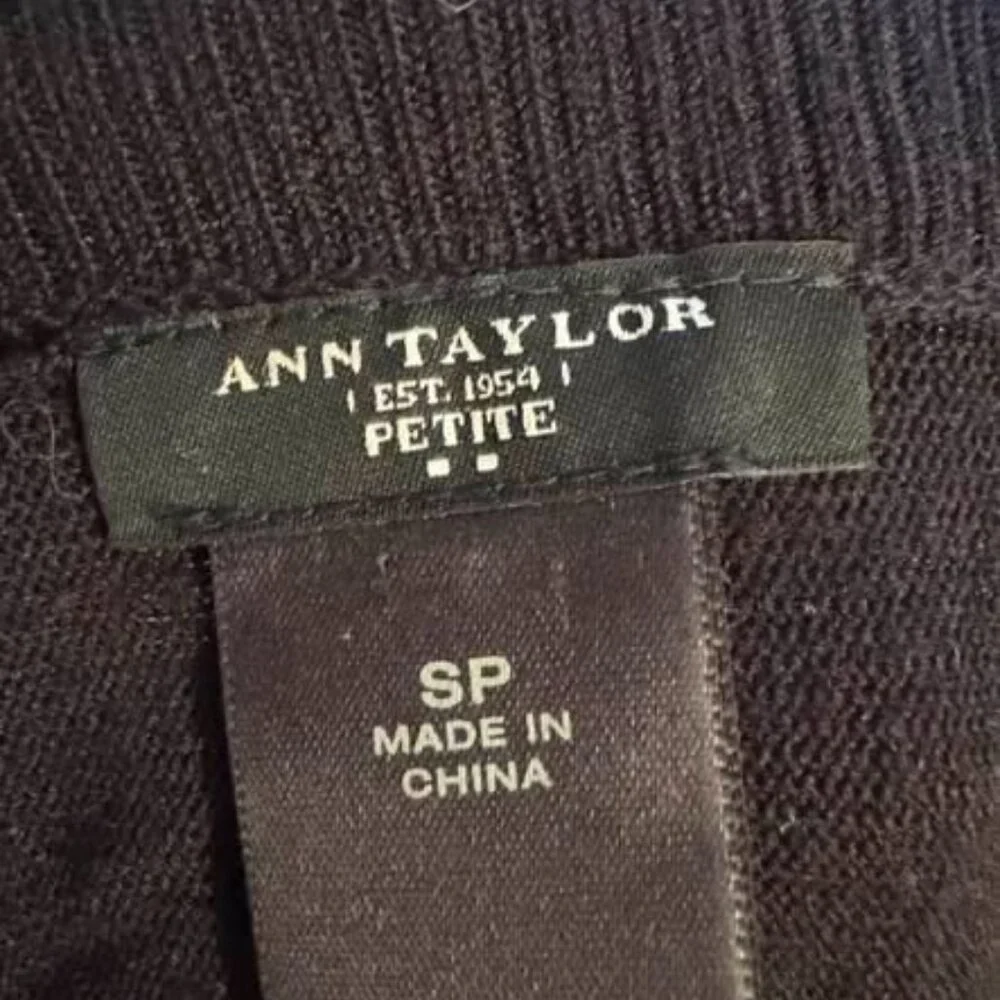 ANN TAYLOR
EST. 1954
PETITE
SP
MADE IN
CHINA